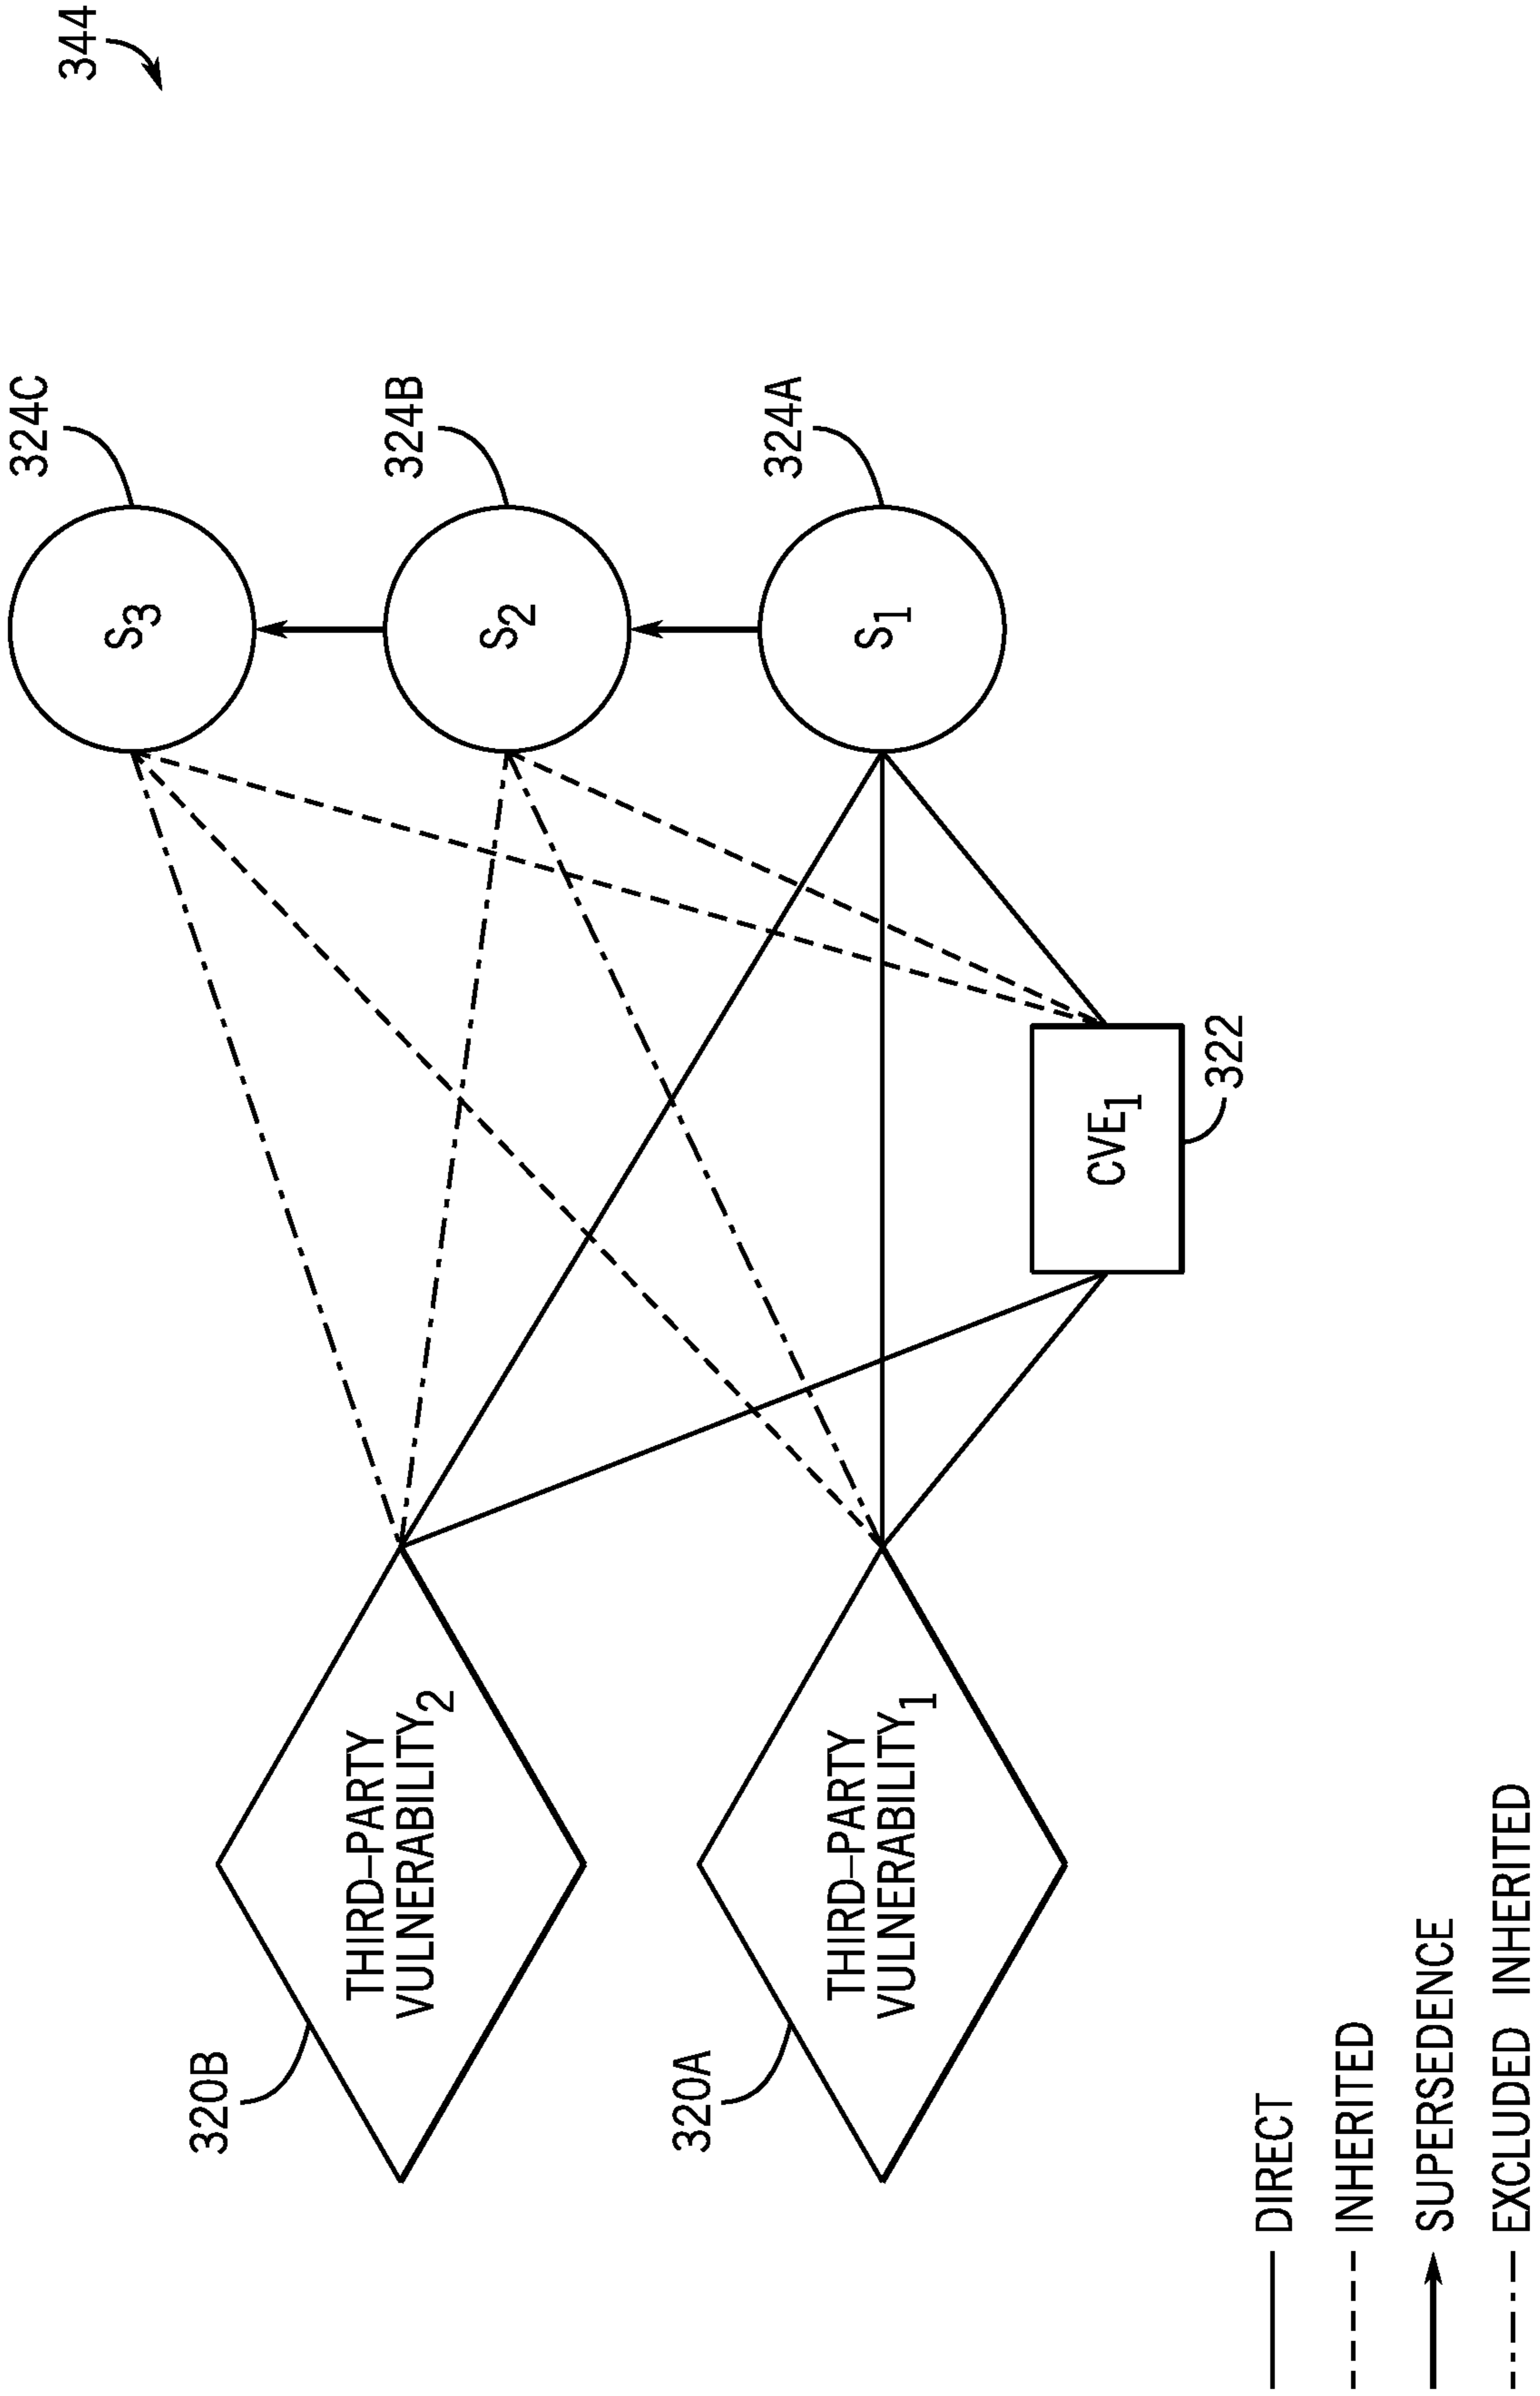 344
324C
S3
324B
S2
324A
S1
320B
THIRD–PARTY
VULNERABILITY2
320A
THIRD–PARTY
VULNERABILITY1
CVE1
322
DIRECT
INHERITED
SUPERSEDENCE
EXCLUDED INHERITED